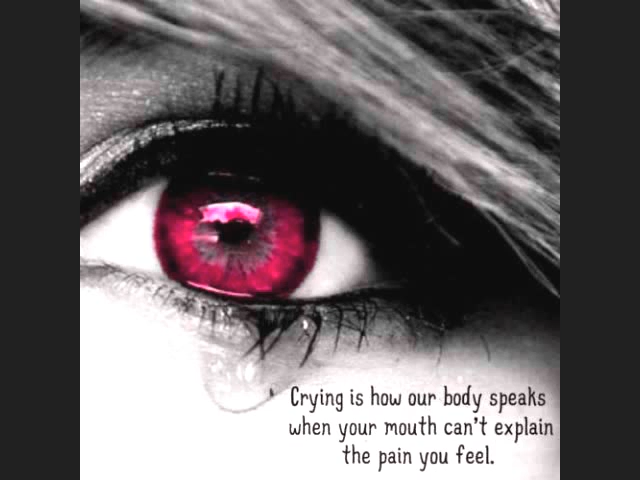 Crying is how our body speaks
when your mouth can't explain
the pain you feel.